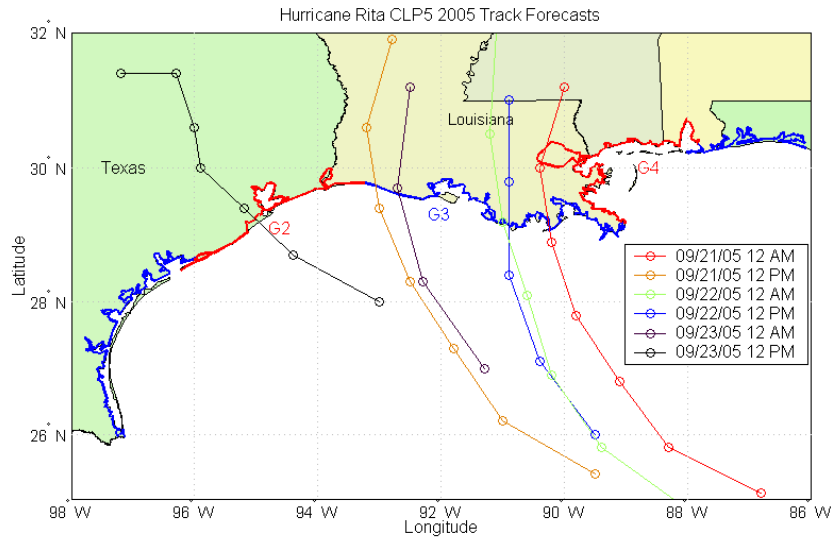 Hurricane Rita CLP5 2005 Track Forecasts
32° N
30° N
28° N
26° N
Latitude
Texas
Louisiana
G2
G3
G4
09/21/05 12 AM
09/21/05 12 PM
09/22/05 12 AM
09/22/05 12 PM
09/23/05 12 AM
09/23/05 12 PM
98 W 96 W 94 W 92 W 90 W 88 W 86 W
Longitude